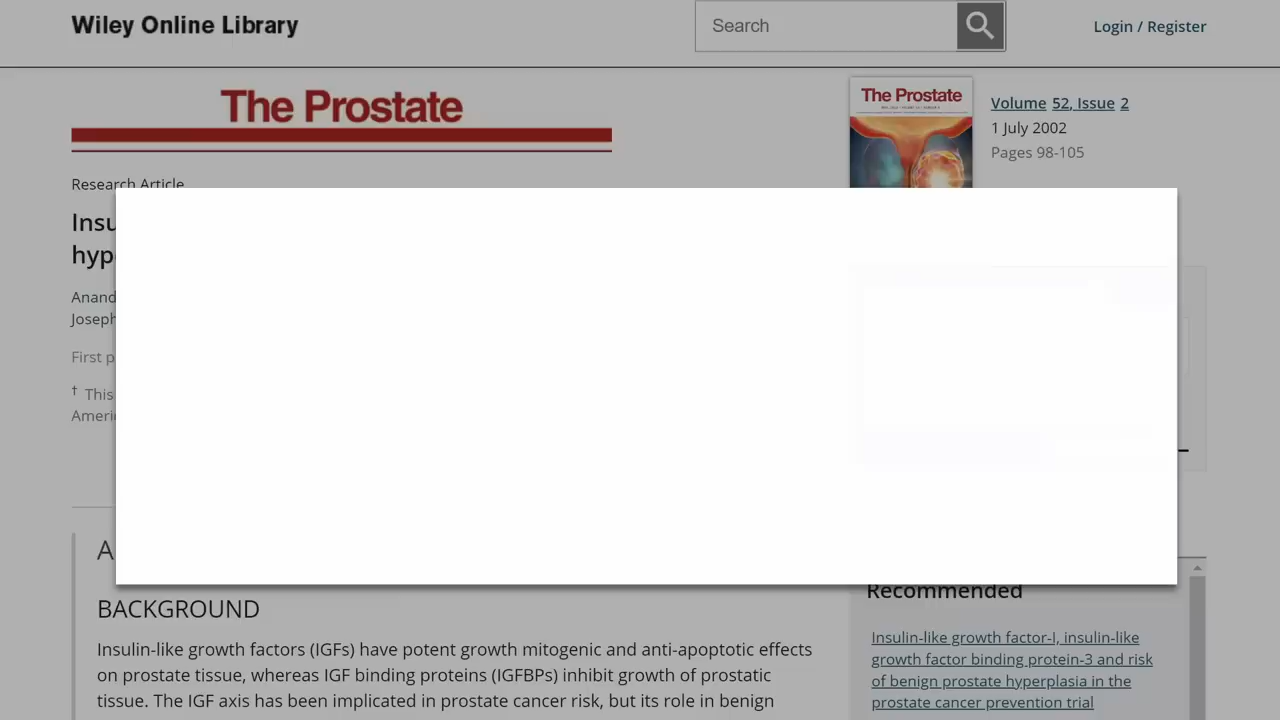 Wiley Online Library
Search
Login / Register
The Prostate
The Prostate
Volume 52, Issue 2
1 July 2002
Pages 98-105
Research Article
Insu
hype
Anand
Joseph
First p
† This
Ameri
A
BACKGROUND
Insulin-like growth factors (IGFs) have potent growth mitogenic and anti-apoptotic effects
on prostate tissue, whereas IGF binding proteins (IGFBPs) inhibit growth of prostatic
tissue. The IGF axis has been implicated in prostate cancer risk, but its role in benign
Recommended
Insulin-like growth factor-I, insulin-like
growth factor binding protein-3 and risk
of benign prostate hyperplasia in the
prostate cancer prevention trial